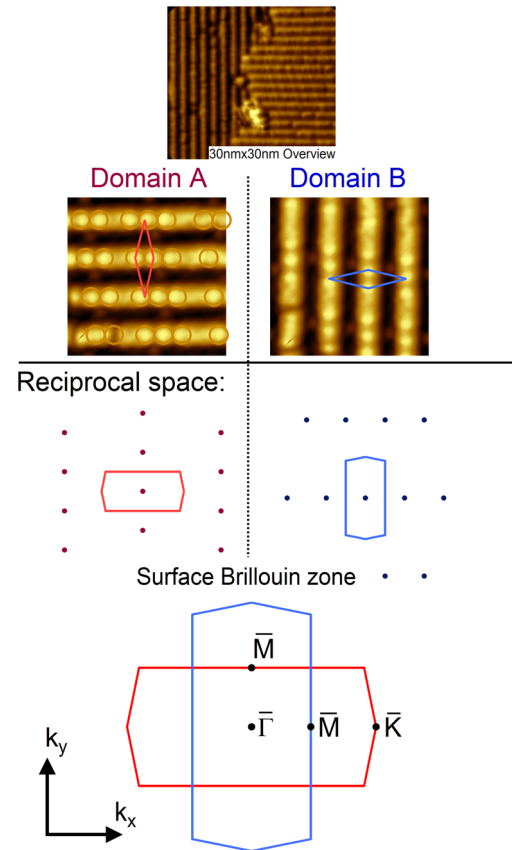 30nmx30nm Overview
Domain A
Domain B
Reciprocal space:
Surface Brillouin zone
M̅
Γ̅
M̅
K̅
ky
kx